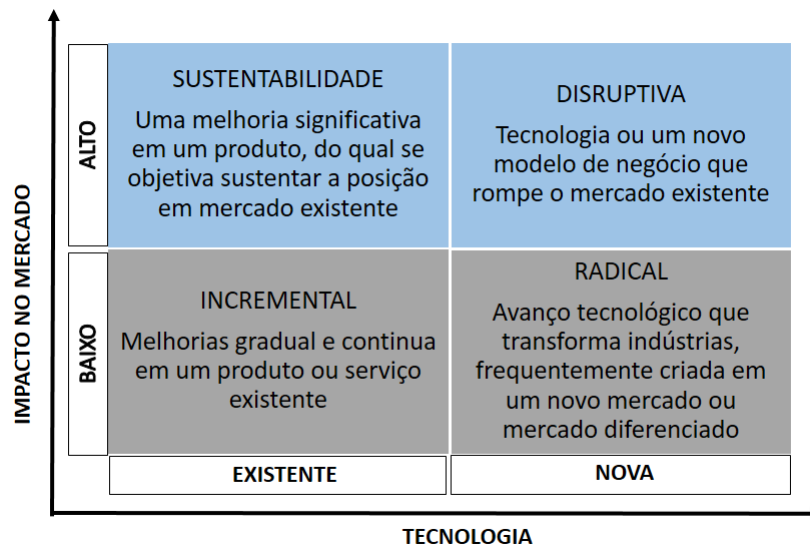 IMPACTO NO MERCADO
ALTO
SUSTENTABILIDADE
Uma melhoria significativa
em um produto, do qual se
objetiva sustentar a posição
em mercado existente
DISRUPTIVA
Tecnologia ou um novo
modelo de negócio que
rompe o mercado existente
BAIXO
INCREMENTAL
Melhorias gradual e continua
em um produto ou serviço
existente
RADICAL
Avanço tecnológico que
transforma indústrias,
frequentemente criada em
um novo mercado ou
mercado diferenciado
EXISTENTE
NOVA
TECNOLOGIA